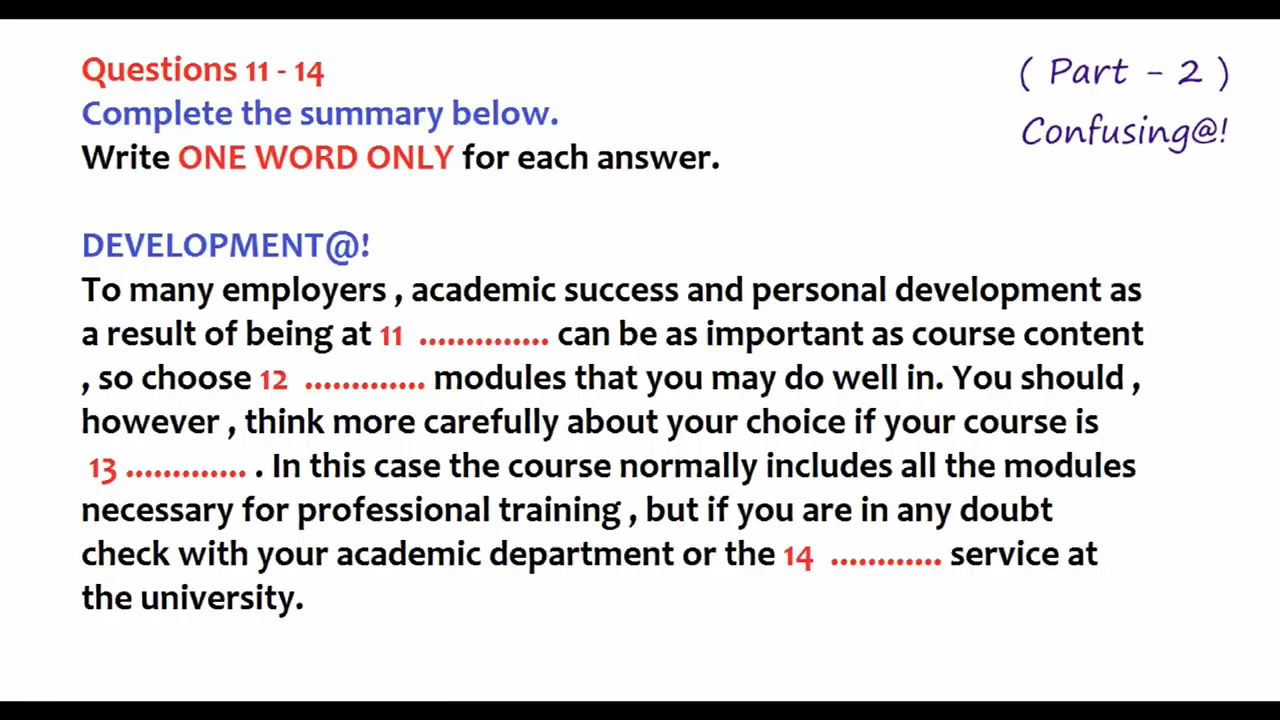 Questions 11 - 14
( Part - 2 )
Complete the summary below.
Confusing@!
Write ONE WORD ONLY for each answer.
DEVELOPMENT@!
To many employers , academic success and personal development as
a result of being at 11 .............. can be as important as course content
, so choose 12 ............. modules that you may do well in. You should ,
however , think more carefully about your choice if your course is
13 ............. . In this case the course normally includes all the modules
necessary for professional training , but if you are in any doubt
check with your academic department or the 14 ............ service at
the university.